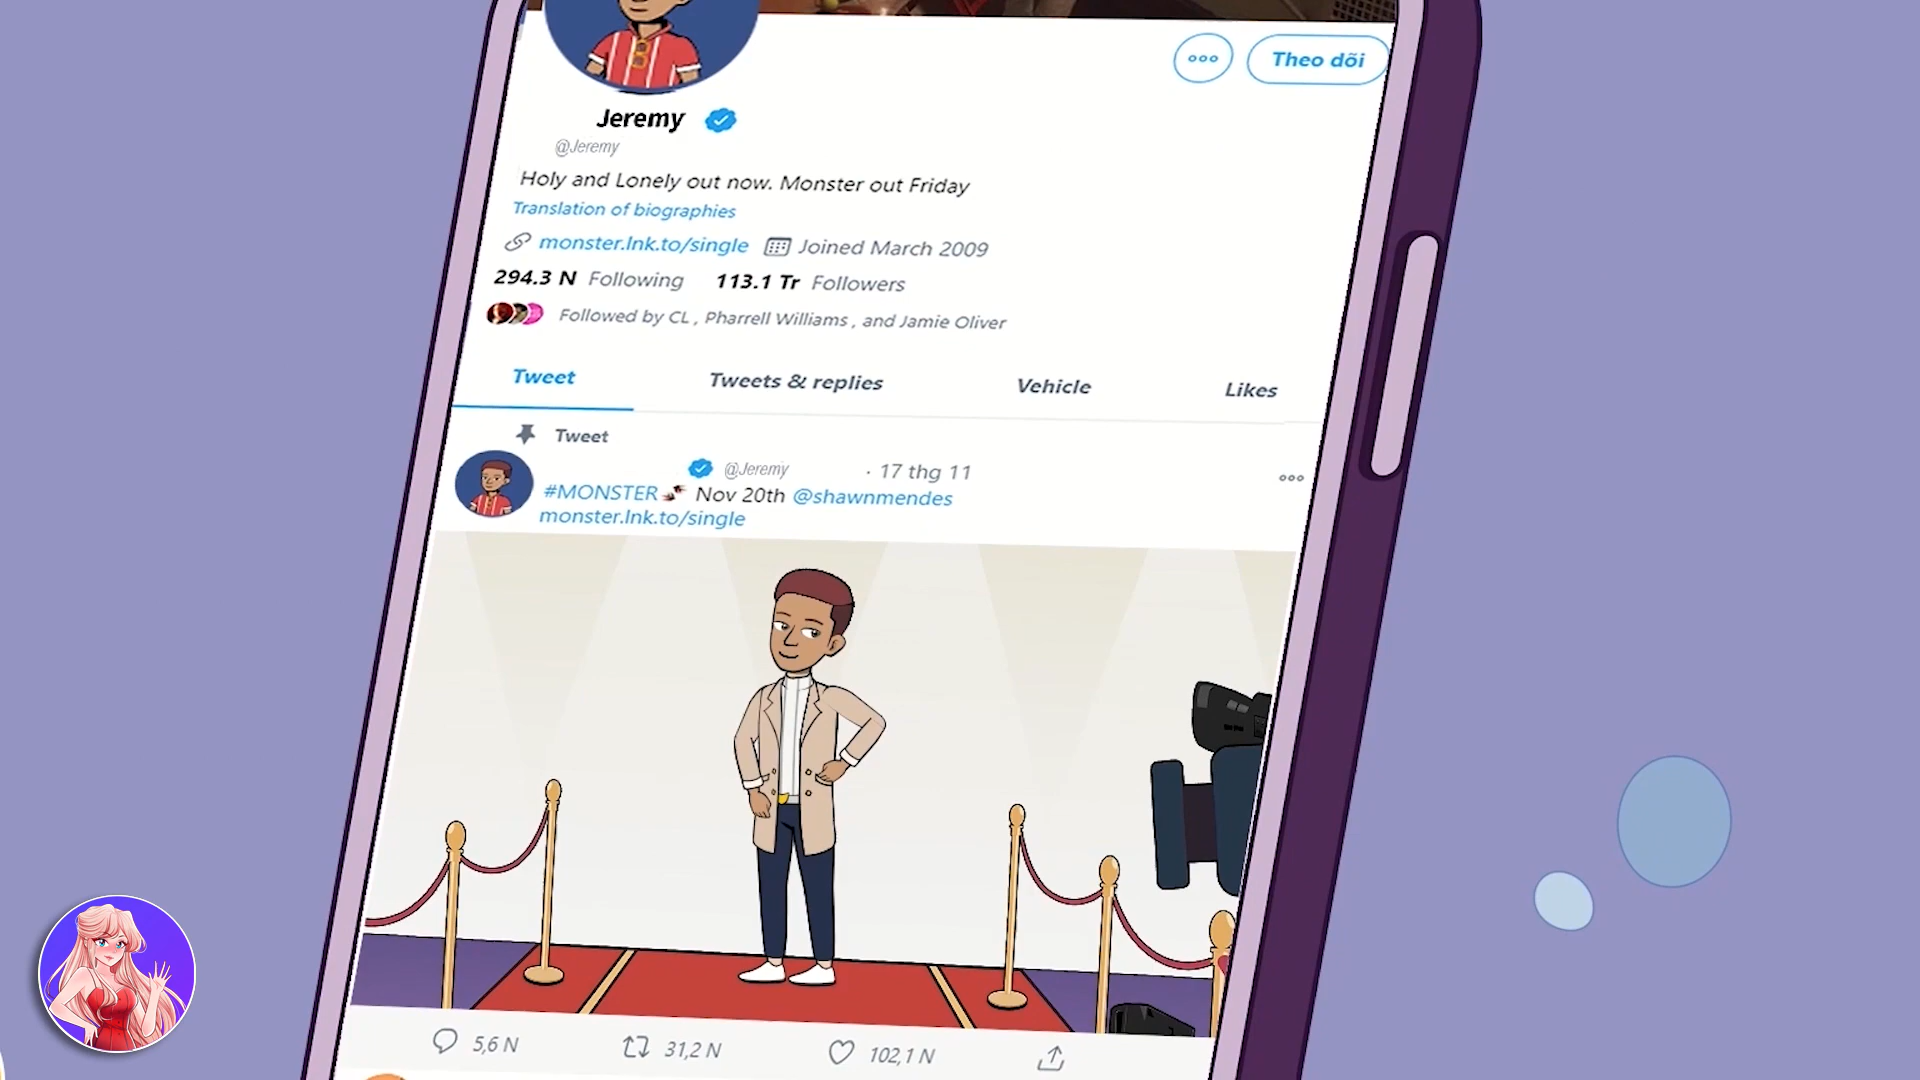 Theo dõi
Jeremy
@Jeremy
Holy and Lonely out now. Monster out Friday
Translation of biographies
monster.lnk.to/single Joined March 2009
294.3 N Following 113.1 Tr Followers
Followed by CL , Pharrell Williams , and Jamie Oliver
Tweet Tweets & replies Vehicle Likes
Tweet
@Jeremy · 17 thg 11
#MONSTER Nov 20th @shawnmendes
monster.lnk.to/single
5,6 N 31,2 N 102,1 N